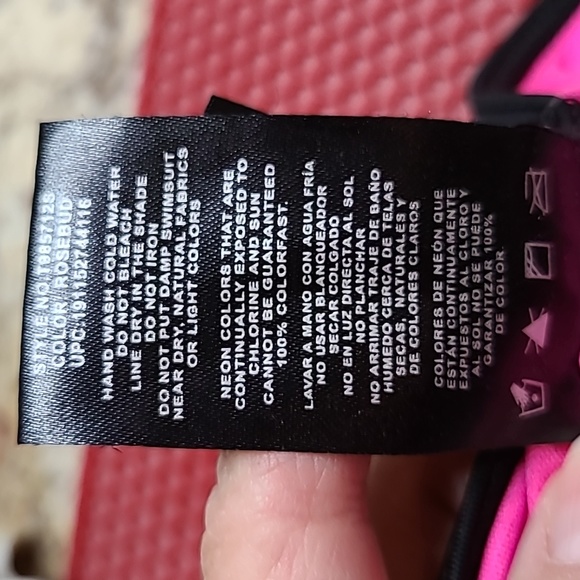 STYLE NO: T9857128
COLOR: ROSEBUD
UPC:191152744116
HAND WASH COLD WATER
DO NOT BLEACH
LINE DRY IN THE SHADE
DO NOT IRON
DO NOT PUT DAMP SWIMSUIT
NEAR DRY, NATURAL FABRICS
OR LIGHT COLORS
NEON COLORS THAT ARE
CONTINUALLY EXPOSED TO
CHLORINE AND SUN
CANNOT BE GUARANTEED
100% COLORFAST.
LAVAR A MANO CON AGUA FRÍA
NO USAR BLANQUEADOR
SECAR COLGADO
NO EN LUZ DIRECTA AL SOL
NO PLANCHAR
NO ARRIMAR TRAJE DE BAÑO
HUMEDO CERCA DE TELAS
SECAS, NATURALES Y
DE COLORES CLAROS
COLORES DE NEÓN QUE
ESTÁN CONTINUAMENTE
EXPUESTOS AL CLORO Y
AL SOL NO SE PUEDE
GARANTIZAR 100%
DE COLOR.